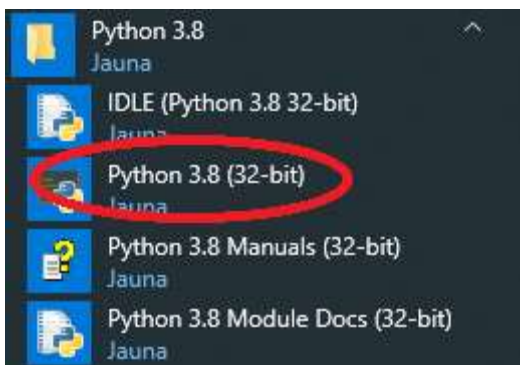 Python 3.8
Jauna
IDLE (Python 3.8 32-bit)
Jauna
Python 3.8 (32-bit)
Jauna
Python 3.8 Manuals (32-bit)
Jauna
Python 3.8 Module Docs (32-bit)
Jauna